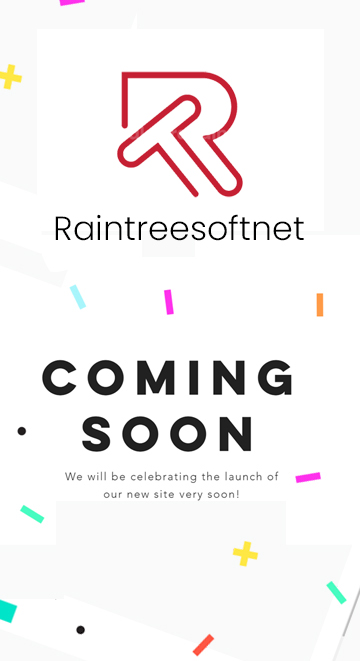 Raintreesoftnet
COMING
SOON
We will be celebrating the launch of
our new site very soon!